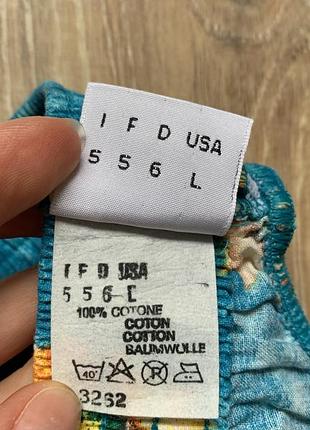 I F D USA
5 5 6 L
I F D USA
5 5 6 L
100% COTONE
COTON
COTTON
BAUMWOLLE
40°
3262